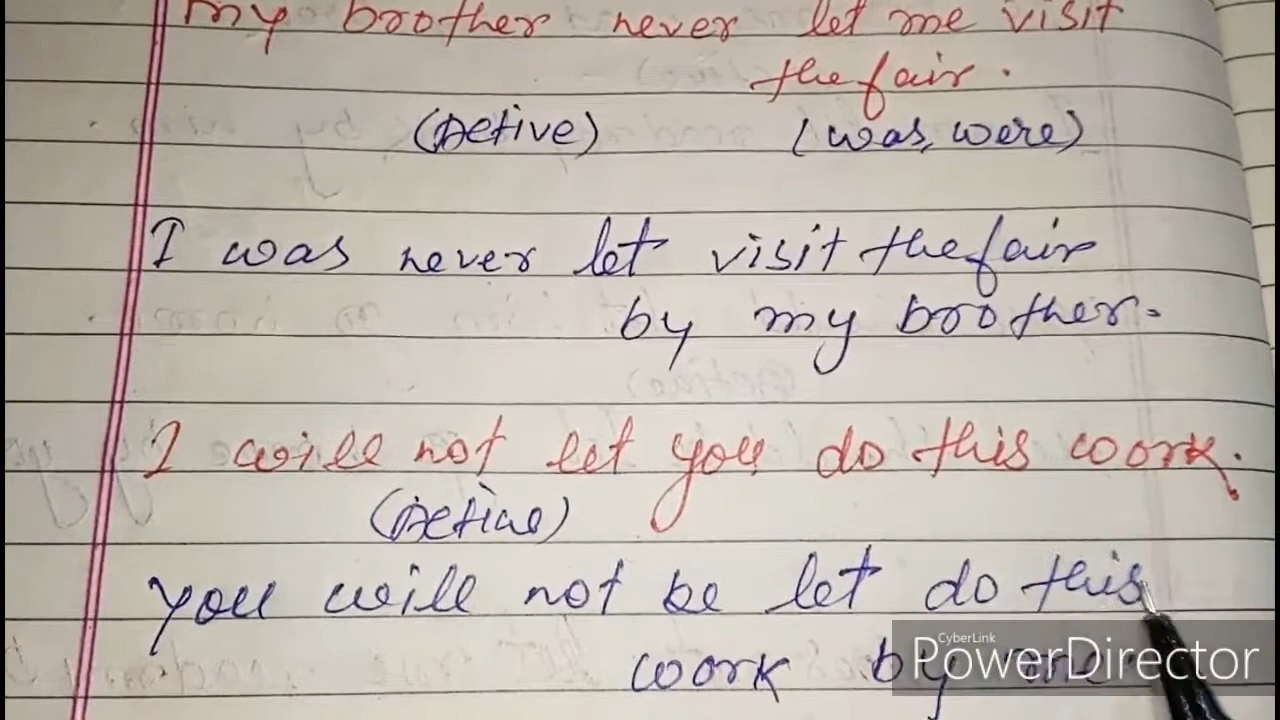 my brother never let me visit
the fair.
(Active) (was, were)
I was never let visit the fair
by my brother.
I will not let you do this work.
(Active)
you will not be let do this
work by me
CyberLink
PowerDirector